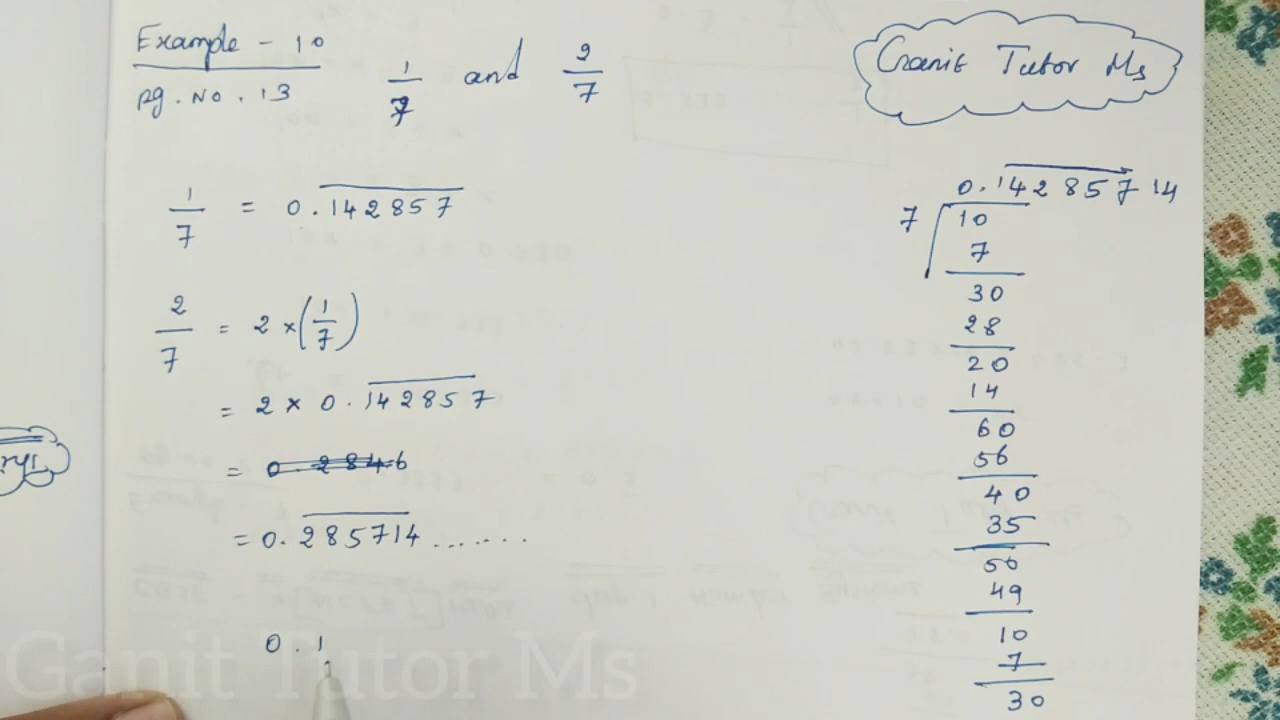 Example - 10
pg. No. 13
1/7 and 2/7
Ganit Tutor Ms
1/7 = 0.142857
2/7 = 2 × (1/7)
= 2 × 0.142857
= 0.2846
= 0.285714.......
0.1
0.142857 14
7 10
7
30
28
20
14
60
56
40
35
50
49
10
7
30
Ganit Tutor Ms